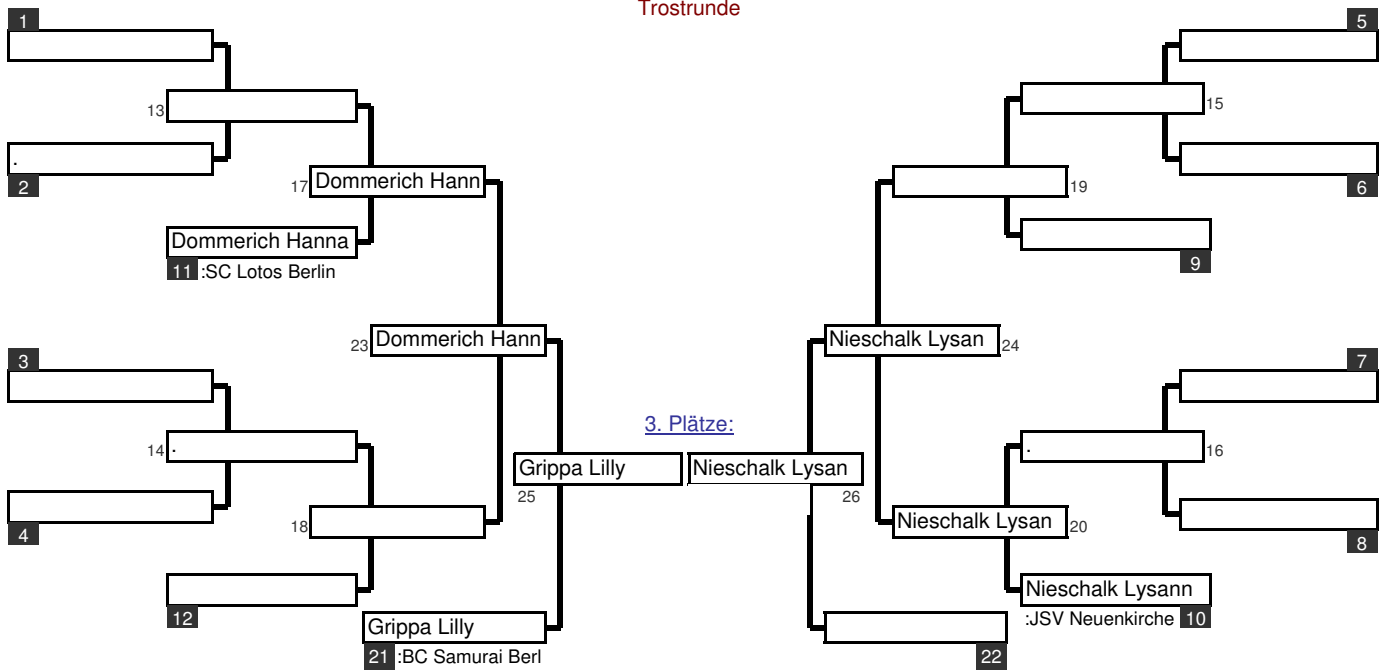 Trostrunde
1
5
13
15
.
2
6
17 Dommerich Hann
19
Dommerich Hanna
11 :SC Lotos Berlin
9
23 Dommerich Hann
Nieschalk Lysan 24
3
7
3. Plätze:
14 .
. 16
Grippa Lilly
Nieschalk Lysan
25
26
4
18
Nieschalk Lysan 20
8
12
Nieschalk Lysann
:JSV Neuenkirche 10
Grippa Lilly
21 :BC Samurai Berl
22